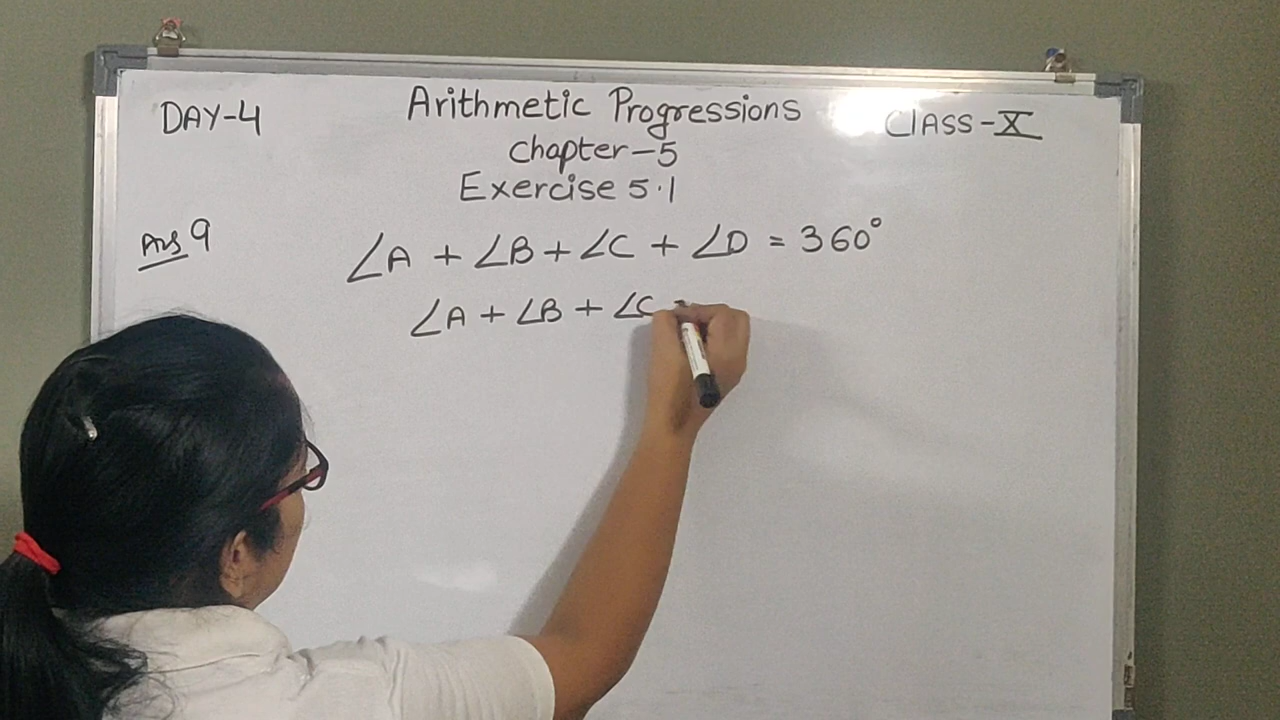 DAY-4
Arithmetic Progressions
CLASS-X
Chapter-5
Exercise 5.1
Ans 9
∠A + ∠B + ∠C + ∠D = 360°
∠A + ∠B + ∠C